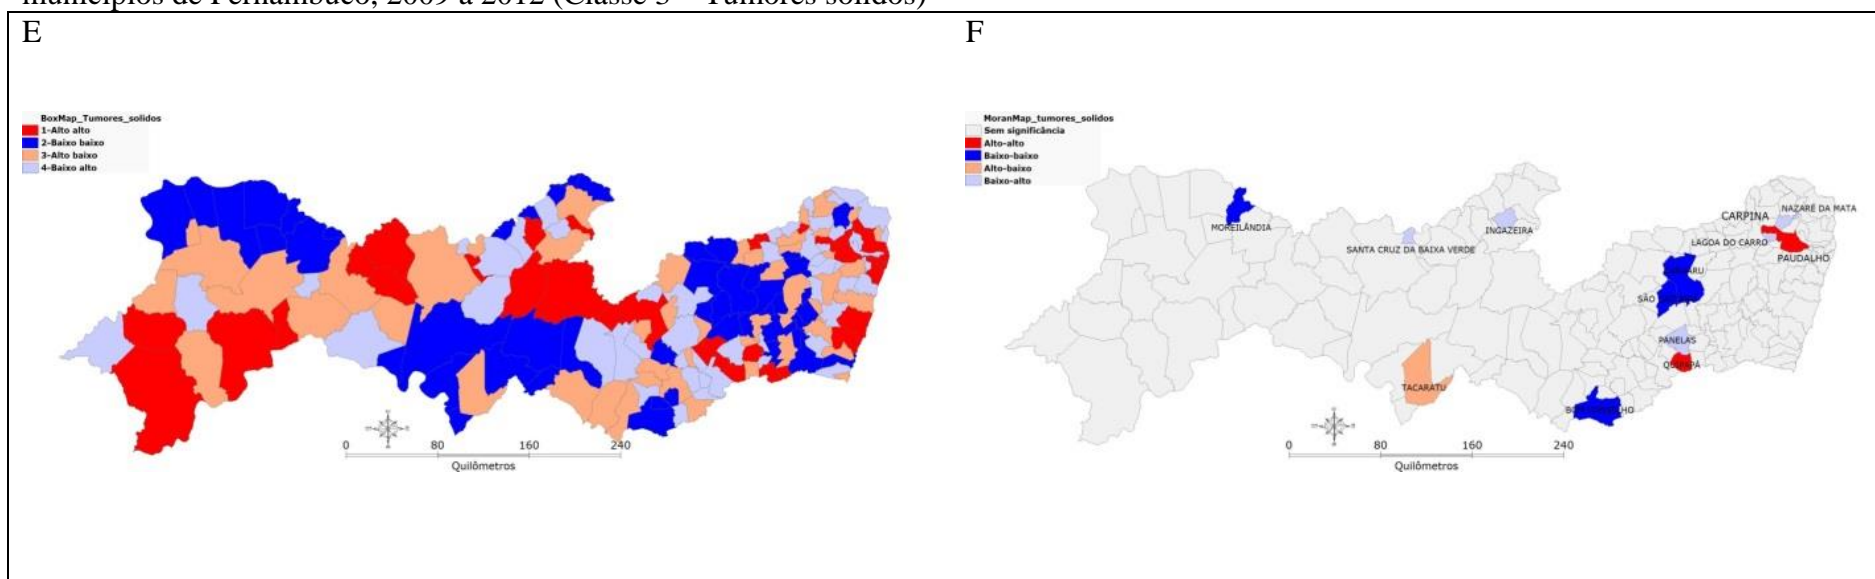 municípios de Pernambuco, 2009 a 2012 (Classe 3 – Tumores sólidos)
E
BoxMap_Tumores_solidos
1-Alto alto
2-Baixo baixo
3-Alto baixo
4-Baixo alto
0 80 160 240
Quilômetros
F
MoranMap_tumores_solidos
Sem significância
Alto-alto
Baixo-baixo
Alto-baixo
Baixo-alto
MOREILÂNDIA
SANTA CRUZ DA BAIXA VERDE
INGAZEIRA
CARPINA
NAZARÉ DA MATA
LAGOA DO CARRO
PAUDALHO
SÃO
PANELAS
QUIPAPÁ
TACARATU
0 80 160 240
Quilômetros